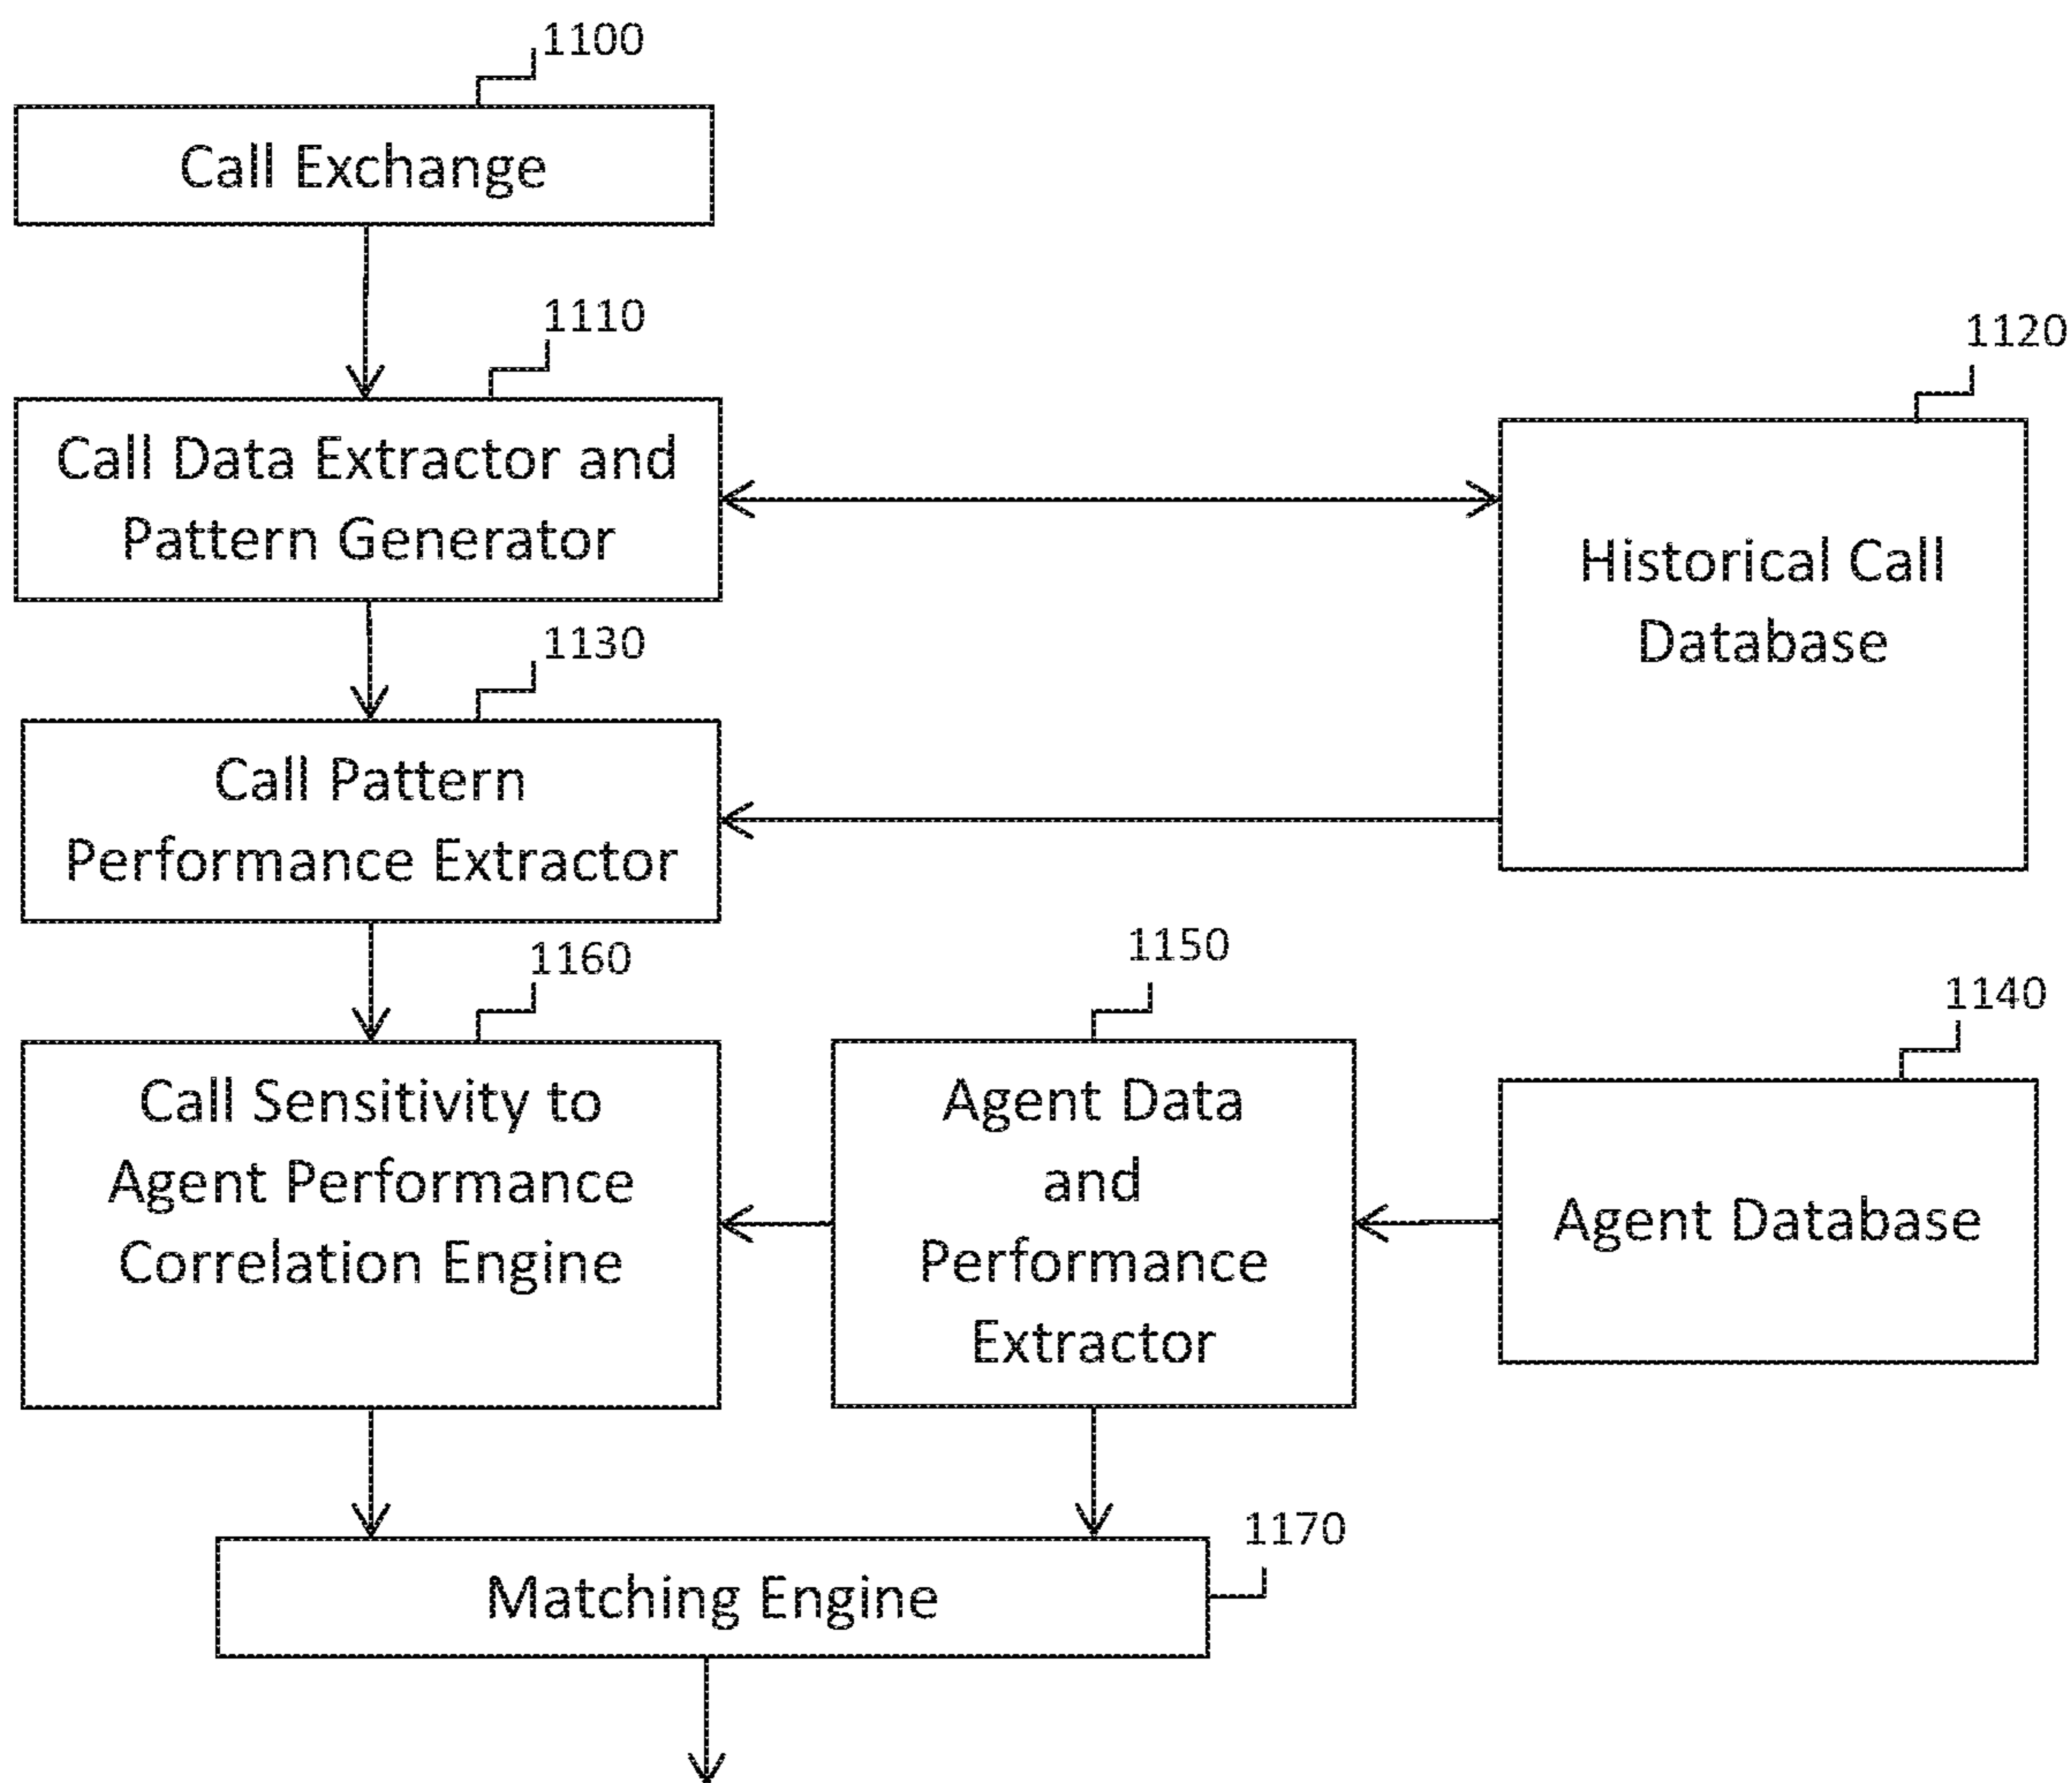 1100
Call Exchange
1110
Call Data Extractor and
Pattern Generator
1120
Historical Call
Database
1130
Call Pattern
Performance Extractor
1160
Call Sensitivity to
Agent Performance
Correlation Engine
1150
Agent Data
and
Performance
Extractor
1140
Agent Database
1170
Matching Engine